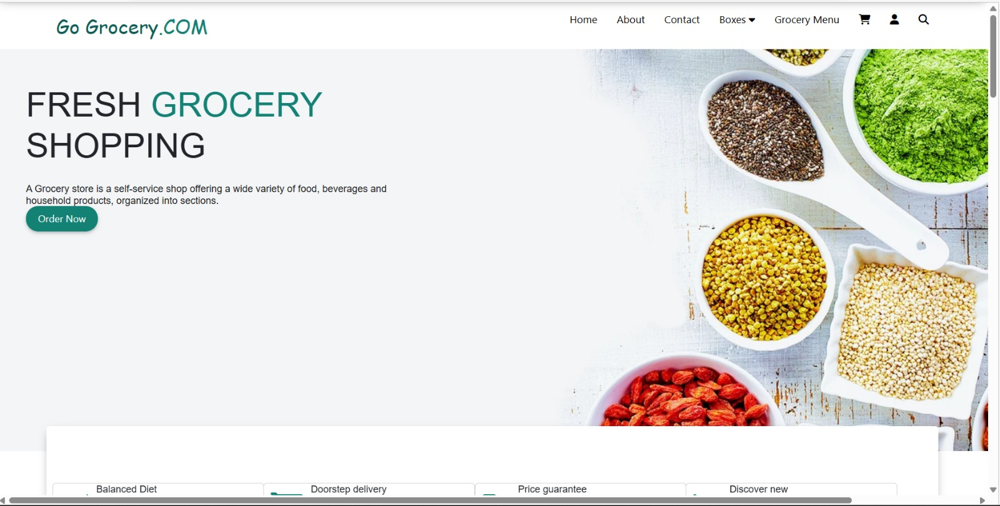 Go Grocery.COM
Home About Contact Boxes Grocery Menu
FRESH GROCERY
SHOPPING
A Grocery store is a self-service shop offering a wide variety of food, beverages and
household products, organized into sections.
Order Now
Balanced Diet Doorstep delivery Price guarantee Discover new